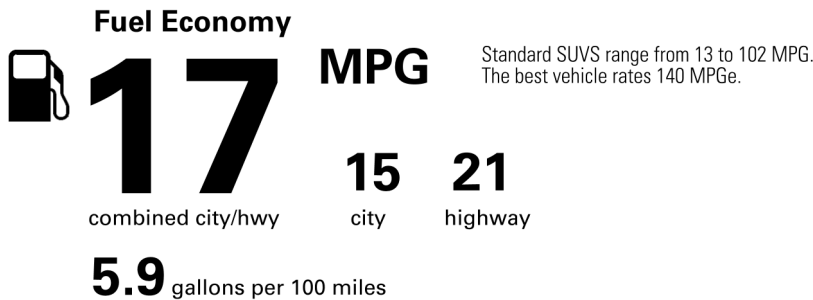 Fuel Economy
17 MPG
Standard SUVS range from 13 to 102 MPG.
The best vehicle rates 140 MPGe.
15 21
combined city/hwy city highway
5.9 gallons per 100 miles